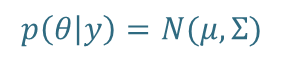 p(θ|y) = N(μ, Σ)